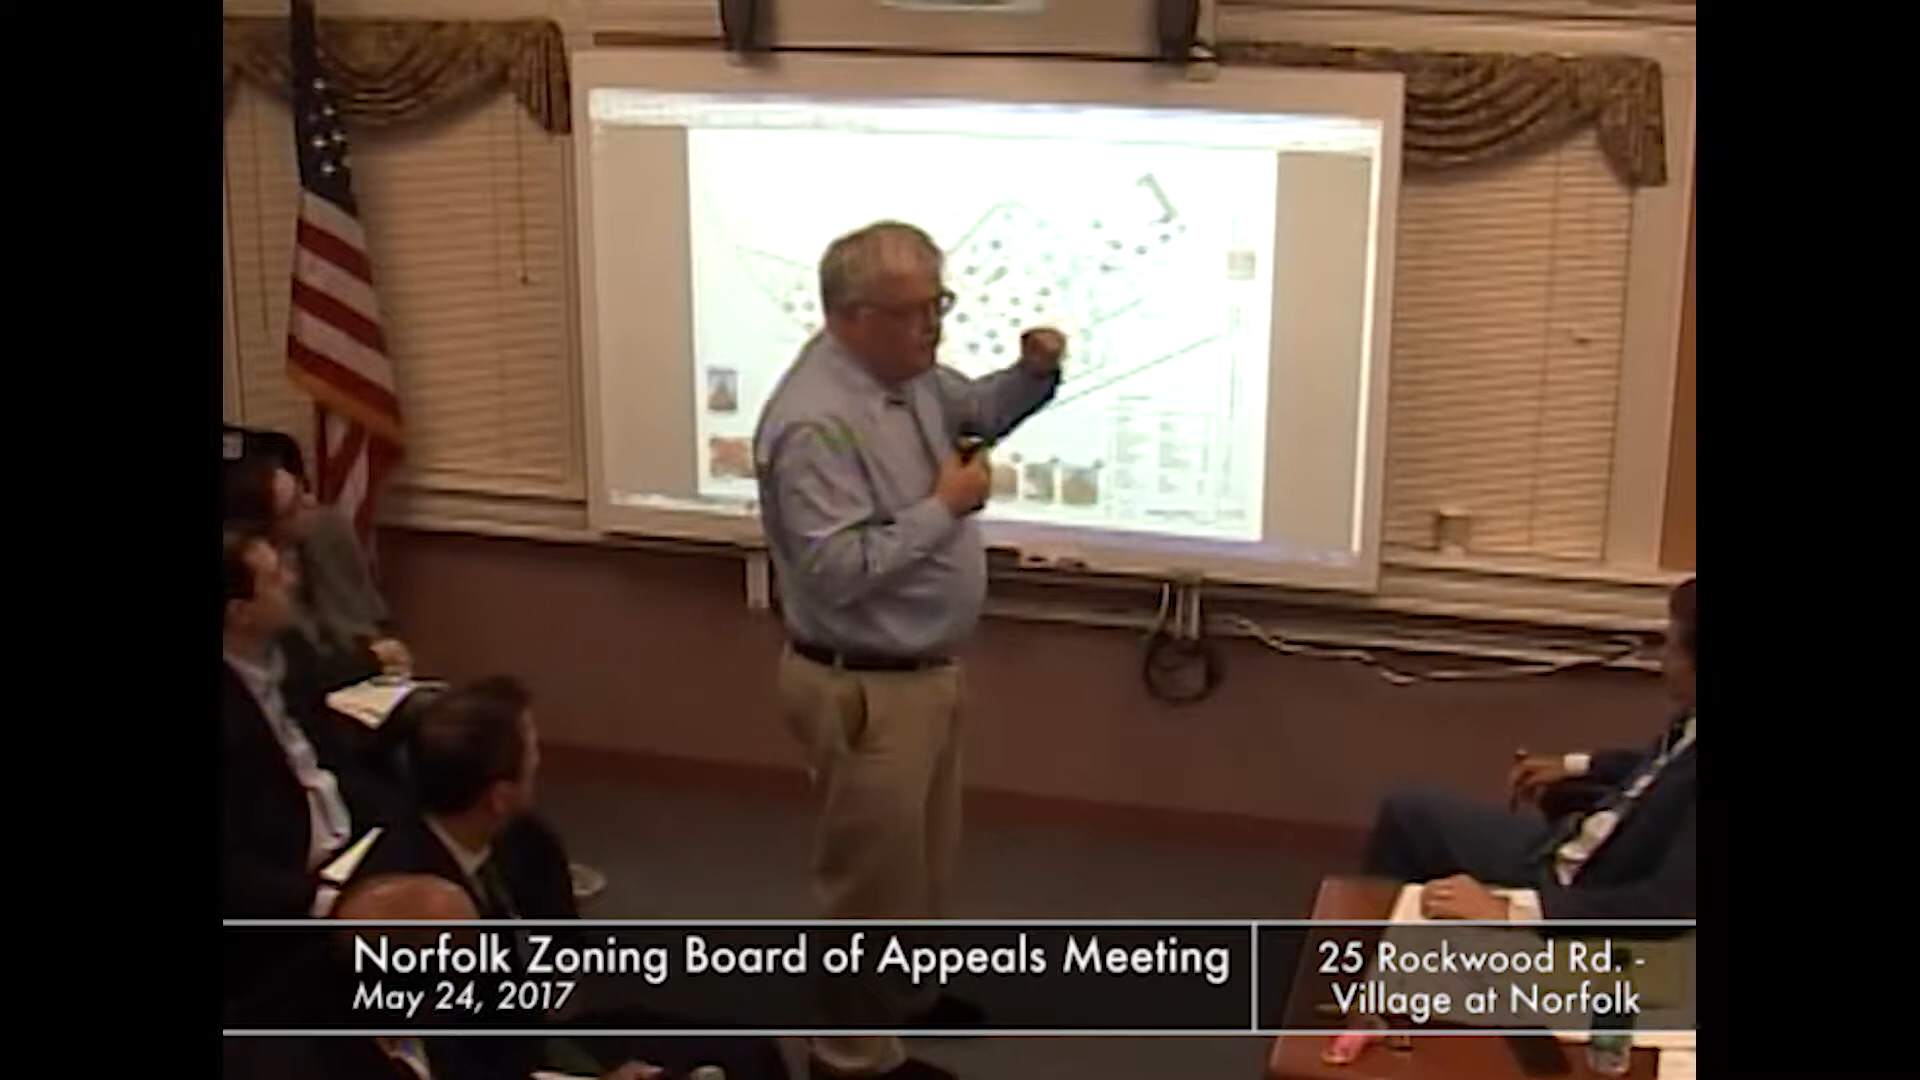 Norfolk Zoning Board of Appeals Meeting
May 24, 2017
25 Rockwood Rd. -
Village at Norfolk